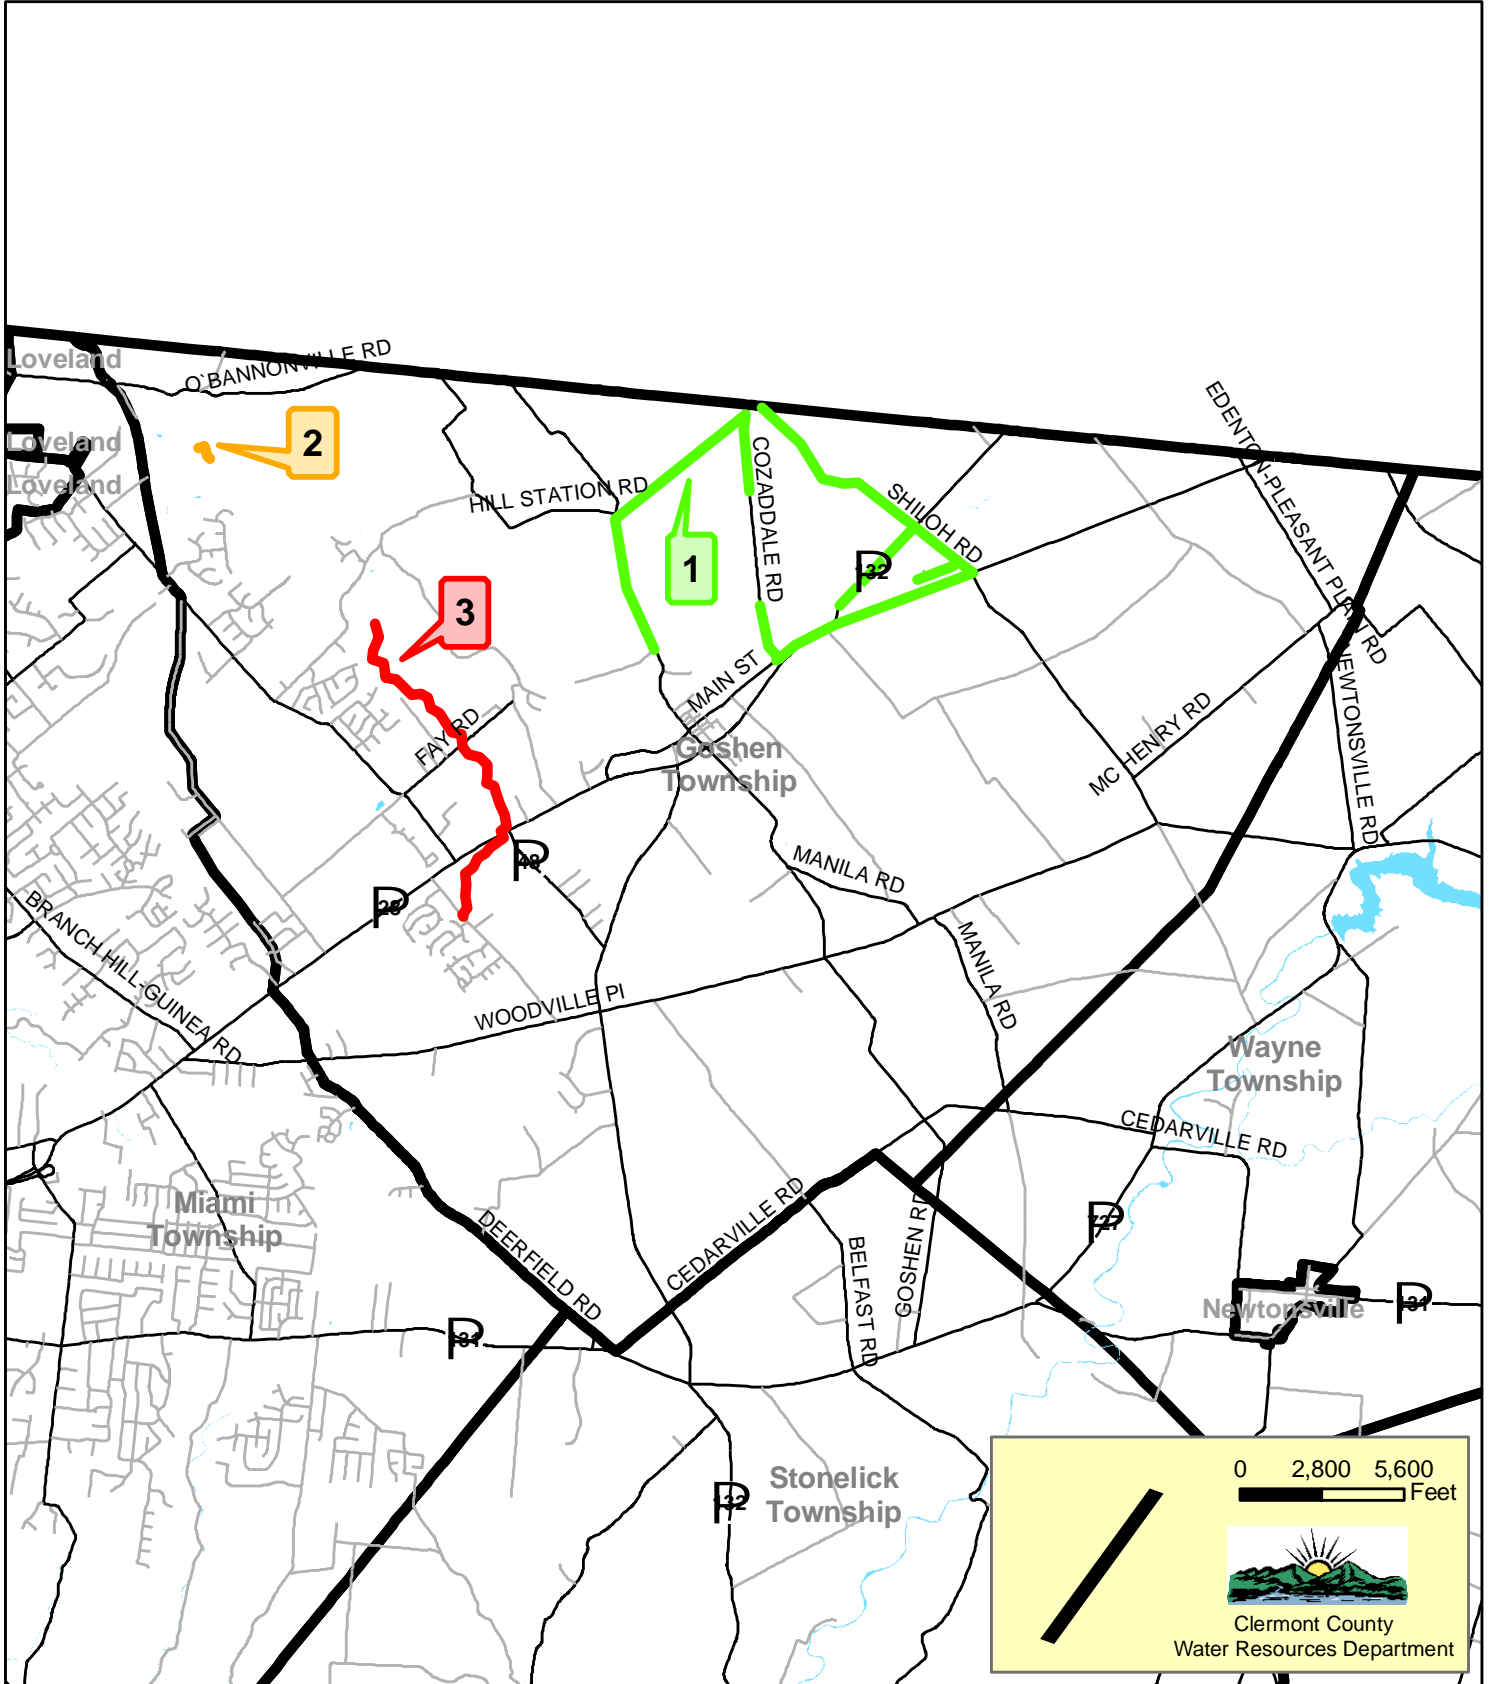 Loveland
O`BANNONVILLE RD
Loveland
Loveland
2
HILL STATION RD
COZADDALE RD
SHILOH RD
EDENTON-PLEASANT PLAIN RD
1
P
132
3
MAIN ST
FAY RD
Goshen
Township
MC HENRY RD
NEWTONSVILLE RD
P
48
P
28
MANILA RD
MANILA RD
BRANCH HILL-GUINEA RD
WOODVILLE PI
Wayne
Township
CEDARVILLE RD
Miami
Township
DEERFIELD RD
CEDARVILLE RD
BELFAST RD
GOSHEN RD
P
727
Newtonsville
P
131
P
131
Stonelick
Township
P
132
0 2,800 5,600
Feet
Clermont County
Water Resources Department